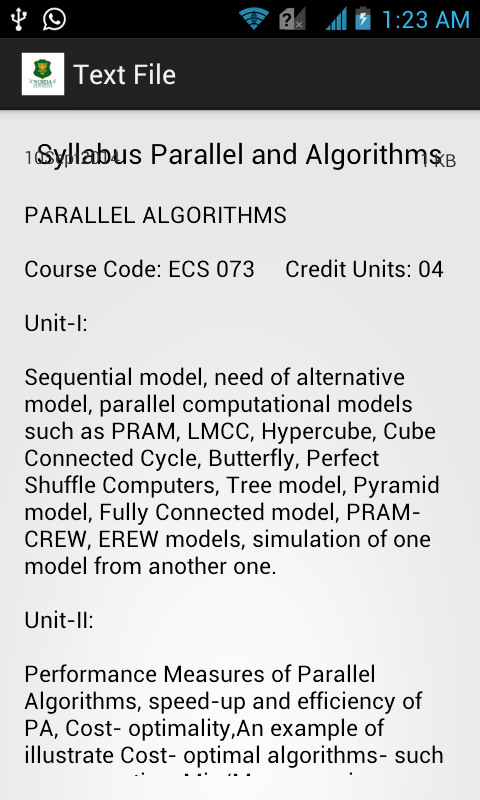 1:23 AM
NOIDA
Text File
Syllabus Parallel and Algorithms
10Sep 2014
1 KB
PARALLEL ALGORITHMS
Course Code: ECS 073 Credit Units: 04
Unit-I:
Sequential model, need of alternative
model, parallel computational models
such as PRAM, LMCC, Hypercube, Cube
Connected Cycle, Butterfly, Perfect
Shuffle Computers, Tree model, Pyramid
model, Fully Connected model, PRAM-
CREW, EREW models, simulation of one
model from another one.
Unit-II:
Performance Measures of Parallel
Algorithms, speed-up and efficiency of
PA, Cost- optimality,An example of
illustrate Cost- optimal algorithms- such